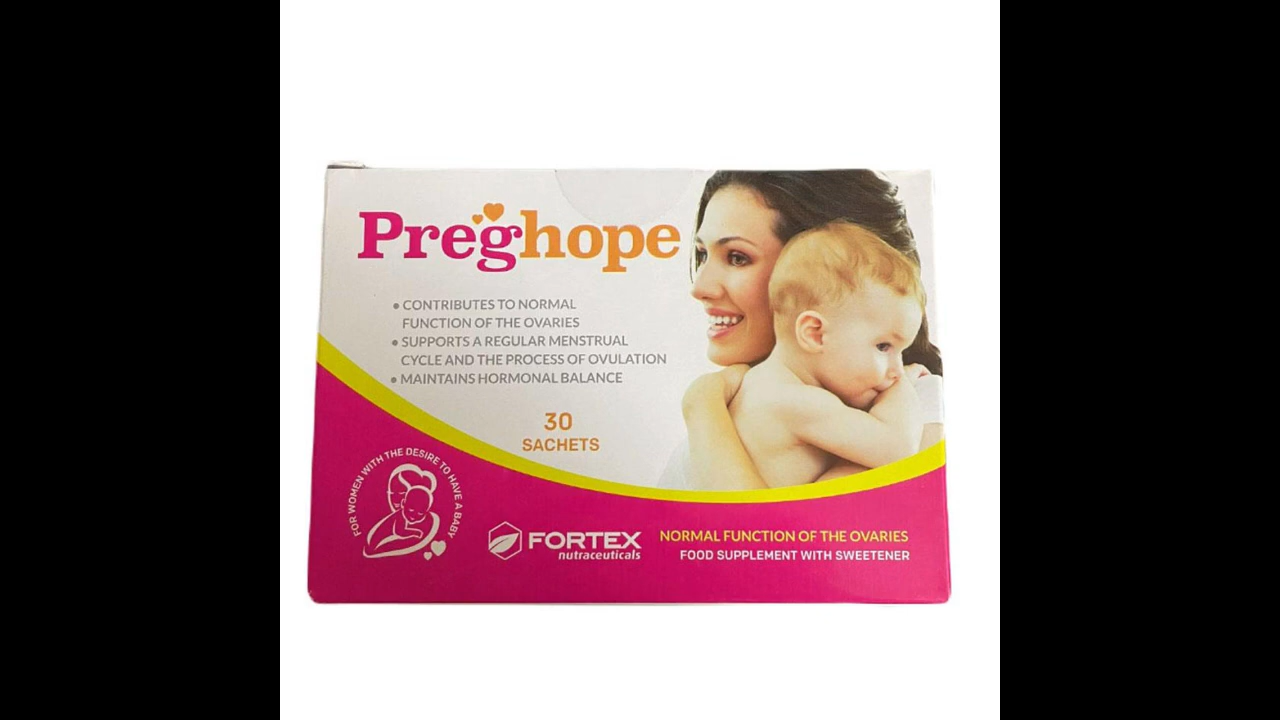 Preghope
• CONTRIBUTES TO NORMAL
FUNCTION OF THE OVARIES
• SUPPORTS A REGULAR MENSTRUAL
CYCLE AND THE PROCESS OF OVULATION
• MAINTAINS HORMONAL BALANCE
30
SACHETS
FOR WOMEN WITH THE DESIRE TO HAVE A BABY
FORTEX
nutraceuticals
NORMAL FUNCTION OF THE OVARIES
FOOD SUPPLEMENT WITH SWEETENER